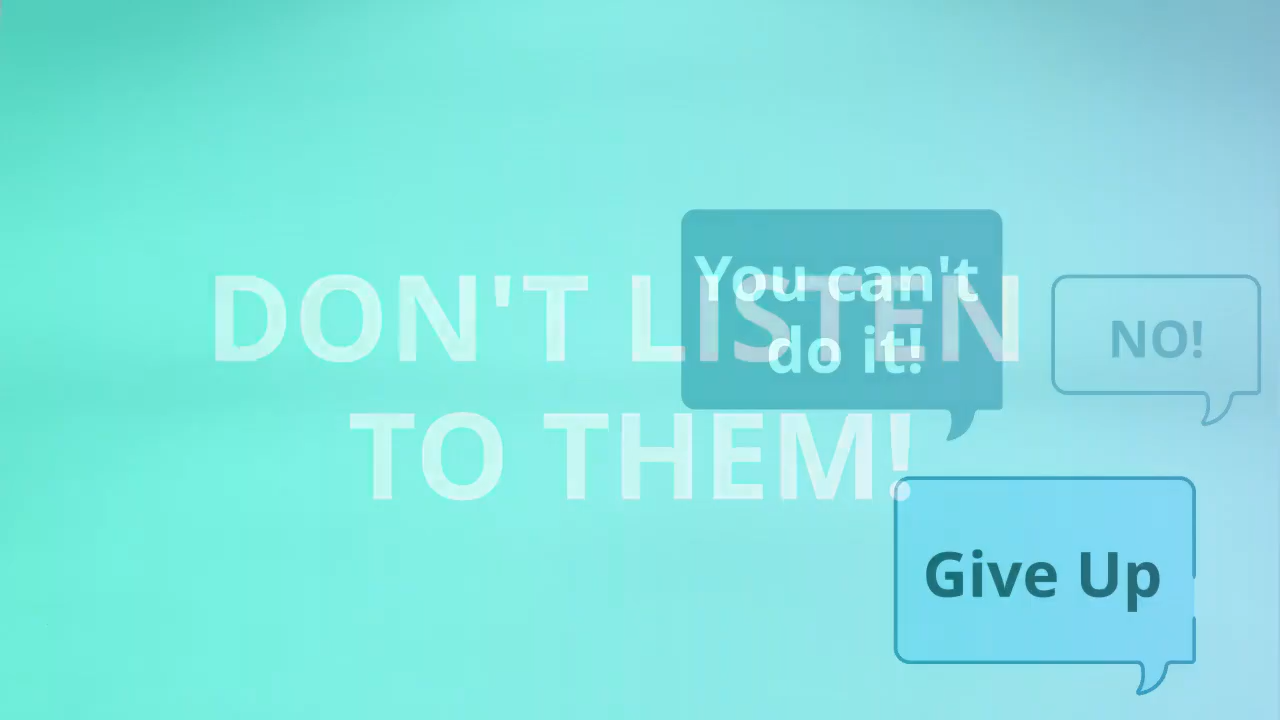 DON'T LISTEN
TO THEM!
You can't
do it!
NO!
Give Up